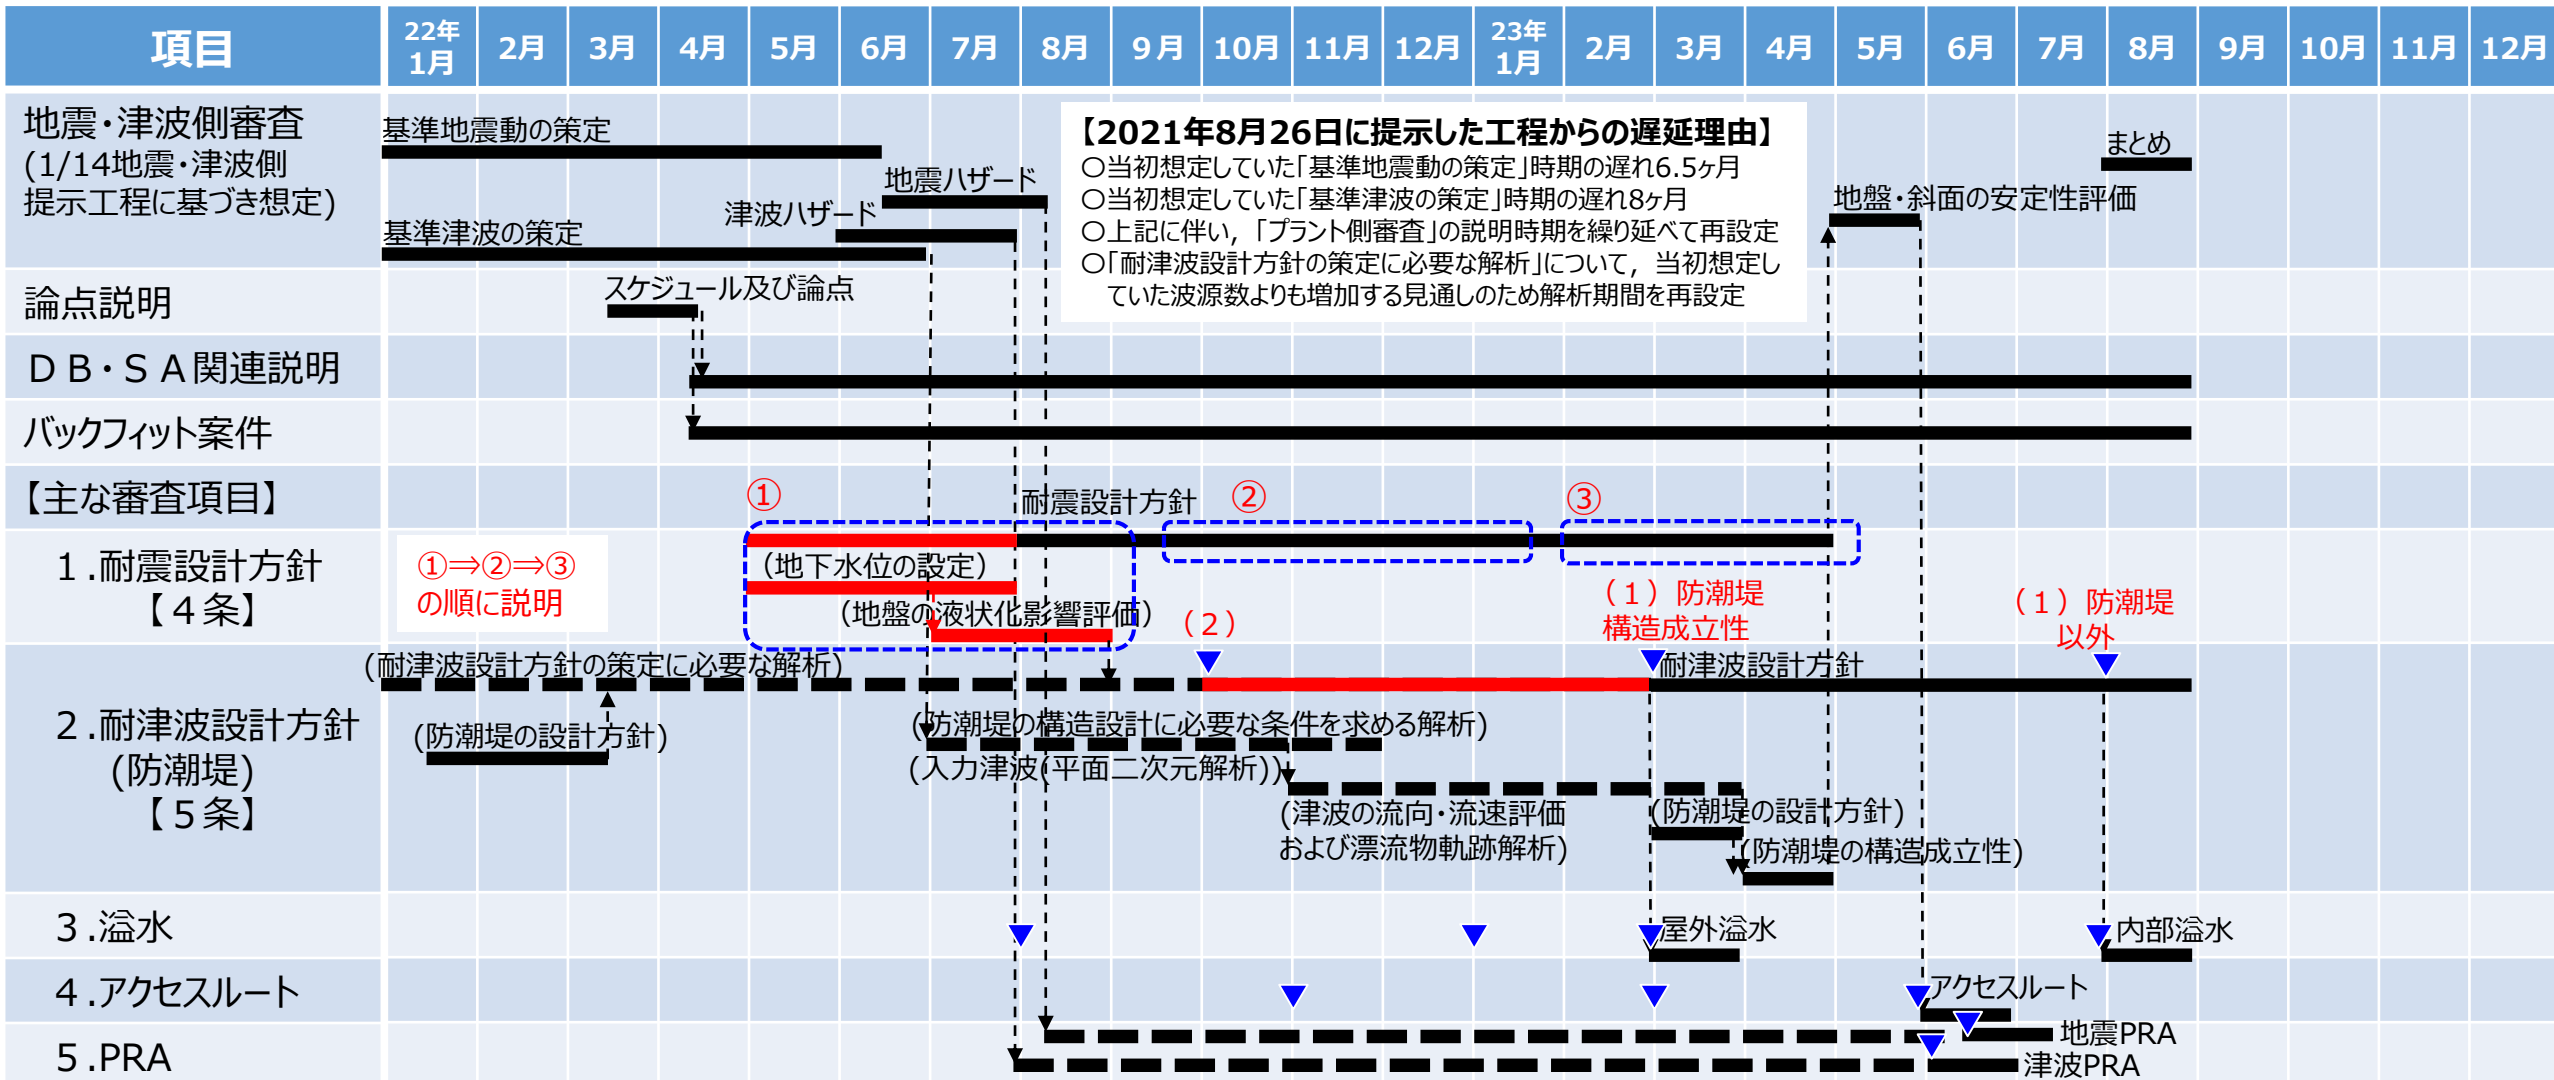 項目
22年
1月
2月
3月
4月
5月
6月
7月
8月
９月
10月
11月
12月
23年
1月
2月
3月
4月
5月
6月
7月
8月
9月
10月
11月
12月
地震・津波側審査
(1/14地震・津波側
提示工程に基づき想定)
基準地震動の策定
地震ハザード
津波ハザード
基準津波の策定
【2021年8月26日に提示した工程からの遅延理由】
〇当初想定していた「基準地震動の策定」時期の遅れ6.5ヶ月
〇当初想定していた「基準津波の策定」時期の遅れ8ヶ月
〇上記に伴い，「プラント側審査」の説明時期を繰り延べて再設定
〇「耐津波設計方針の策定に必要な解析」について，当初想定し
ていた波源数よりも増加する見通しのため解析期間を再設定
まとめ
地盤・斜面の安定性評価
論点説明
スケジュール及び論点
ＤＢ・ＳＡ関連説明
バックフィット案件
【主な審査項目】
①
耐震設計方針
②
③
１.耐震設計方針
【４条】
①⇒②⇒③
の順に説明
（地下水位の設定）
（地盤の液状化影響評価）
（２）
（１）防潮堤
構造成立性
（１）防潮堤
以外
２.耐津波設計方針
(防潮堤)
【５条】
(耐津波設計方針の策定に必要な解析)
耐津波設計方針
(防潮堤の設計方針)
(防潮堤の構造設計に必要な条件を求める解析)
(入力津波(平面二次元解析))
(津波の流向・流速評価
および漂流物軌跡解析)
(防潮堤の設計方針)
(防潮堤の構造成立性)
３.溢水
屋外溢水
内部溢水
４.アクセスルート
アクセスルート
５.PRA
地震PRA
津波PRA